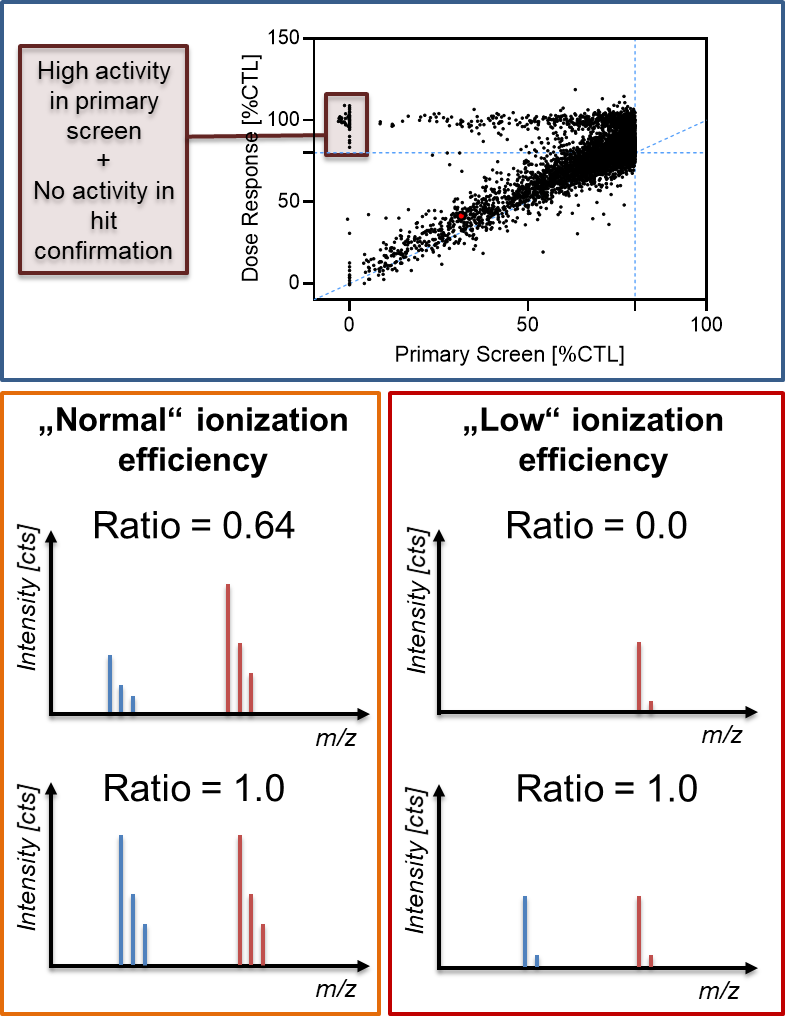 High activity
in primary
screen
+
No activity in
hit
confirmation
Dose Response [%CTL]
150
100
50
0
0
50
100
Primary Screen [%CTL]
„Normal“ ionization
efficiency
Ratio = 0.64
Intensity [cts]
m/z
Ratio = 1.0
Intensity [cts]
m/z
„Low“ ionization
efficiency
Ratio = 0.0
Intensity [cts]
m/z
Ratio = 1.0
Intensity [cts]
m/z